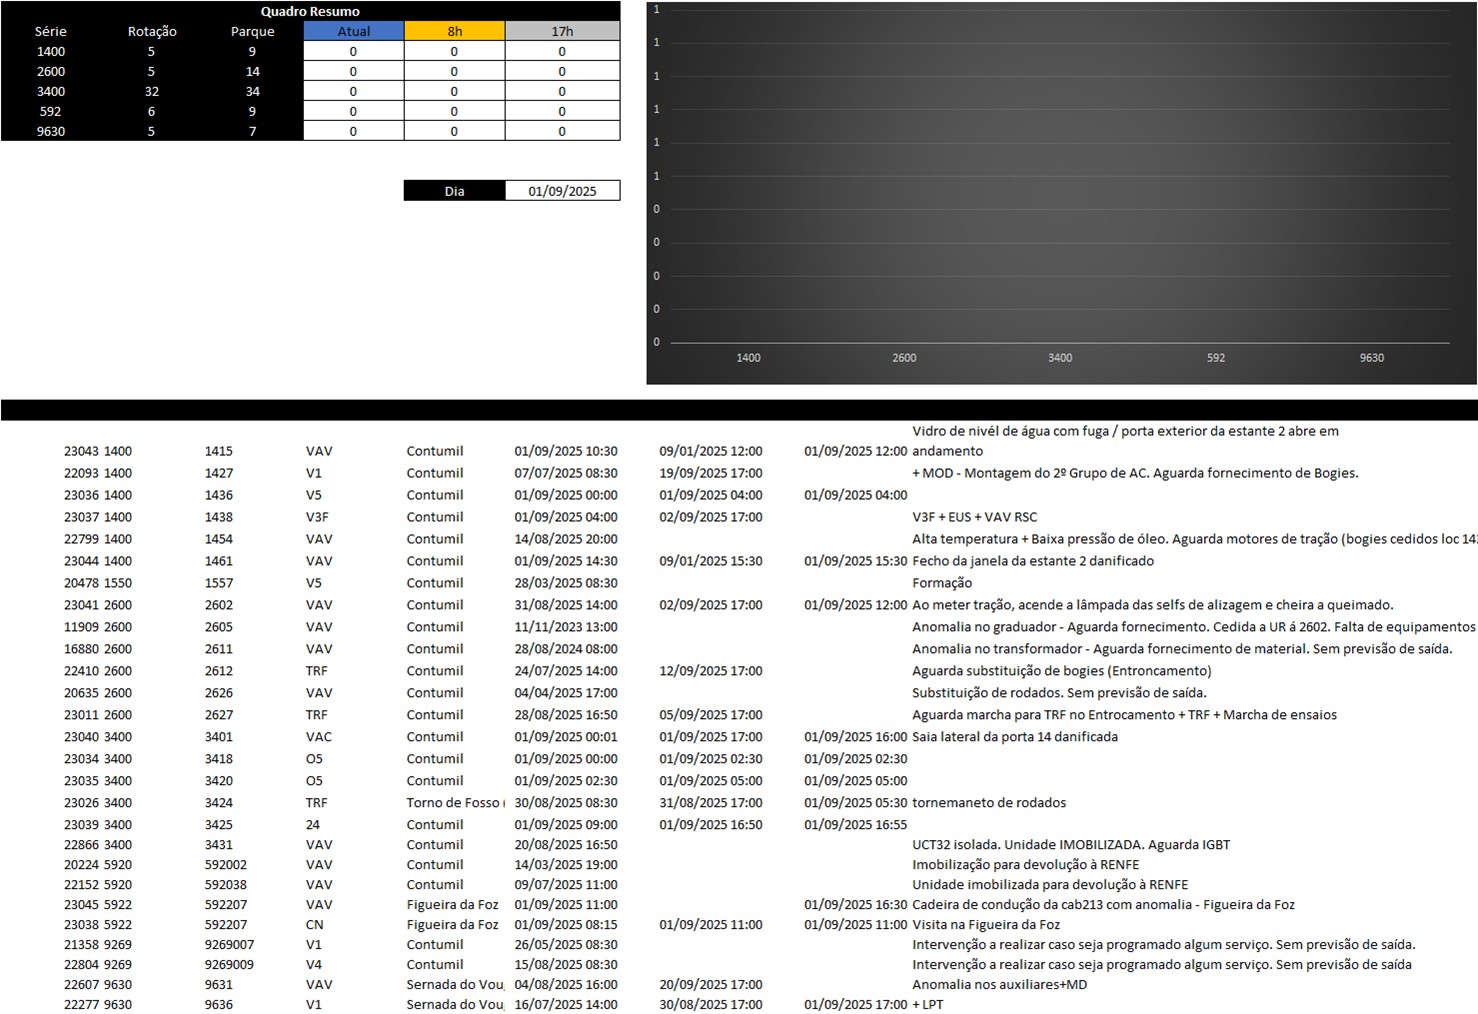 Quadro Resumo
Série Rotação Parque Atual 8h 17h
1400 5 9 0 0 0
2600 5 14 0 0 0
3400 32 34 0 0 0
592 6 9 0 0 0
9630 5 7 0 0 0
Dia 01/09/2025
1
1
1
1
1
1
0
0
0
0
0
1400 2600 3400 592 9630
Vidro de nivél de água com fuga / porta exterior da estante 2 abre em
23043 1400 1415 VAV Contumil 01/09/2025 10:30 09/01/2025 12:00 01/09/2025 12:00 andamento
22093 1400 1427 V1 Contumil 07/07/2025 08:30 19/09/2025 17:00 + MOD - Montagem do 2º Grupo de AC. Aguarda fornecimento de Bogies.
23036 1400 1436 V5 Contumil 01/09/2025 00:00 01/09/2025 04:00 01/09/2025 04:00
23037 1400 1438 V3F Contumil 01/09/2025 04:00 02/09/2025 17:00 V3F + EUS + VAV RSC
22799 1400 1454 VAV Contumil 14/08/2025 20:00 Alta temperatura + Baixa pressão de óleo. Aguarda motores de tração (bogies cedidos loc
23044 1400 1461 VAV Contumil 01/09/2025 14:30 09/01/2025 15:30 01/09/2025 15:30 Fecho da janela da estante 2 danificado
20478 1550 1557 V5 Contumil 28/03/2025 08:30 Formação
23041 2600 2602 VAV Contumil 31/08/2025 14:00 02/09/2025 17:00 01/09/2025 12:00 Ao meter tração, acende a lâmpada das selfs de alizagem e cheira a queimado.
11909 2600 2605 VAV Contumil 11/11/2023 13:00 Anomalia no graduador - Aguarda fornecimento. Cedida a UR á 2602. Falta de equipamentos
16880 2600 2611 VAV Contumil 28/08/2024 08:00 Anomalia no transformador - Aguarda fornecimento de material. Sem previsão de saída.
22410 2600 2612 TRF Contumil 24/07/2025 14:00 12/09/2025 17:00 Aguarda substituição de bogies (Entroncamento)
20635 2600 2626 VAV Contumil 04/04/2025 17:00 Substituição de rodados. Sem previsão de saída.
23011 2600 2627 TRF Contumil 28/08/2025 16:50 05/09/2025 17:00 Aguarda marcha para TRF no Entrocamento + TRF + Marcha de ensaios
23040 3400 3401 VAC Contumil 01/09/2025 00:01 01/09/2025 17:00 01/09/2025 16:00 Saia lateral da porta 14 danificada
23034 3400 3418 O5 Contumil 01/09/2025 00:00 01/09/2025 02:30 01/09/2025 02:30
23035 3400 3420 O5 Contumil 01/09/2025 02:30 01/09/2025 05:00 01/09/2025 05:00
23026 3400 3424 TRF Torno de Fosso ( 30/08/2025 08:30 31/08/2025 17:00 01/09/2025 05:30 tornemaneto de rodados
23039 3400 3425 24 Contumil 01/09/2025 09:00 01/09/2025 16:50 01/09/2025 16:55
22866 3400 3431 VAV Contumil 20/08/2025 16:50 UCT32 isolada. Unidade IMOBILIZADA. Aguarda IGBT
20224 5920 592002 VAV Contumil 14/03/2025 19:00 Imobilização para devolução à RENFE
22152 5920 592038 VAV Contumil 09/07/2025 11:00 Unidade imobilizada para devolução à RENFE
23045 5922 592207 VAV Figueira da Foz 01/09/2025 11:00 01/09/2025 16:30 Cadeira de condução da cab213 com anomalia - Figueira da Foz
23038 5922 592207 CN Figueira da Foz 01/09/2025 08:15 01/09/2025 11:00 01/09/2025 11:00 Visita na Figueira da Foz
21358 9269 9269007 V1 Contumil 26/05/2025 08:30 Intervenção a realizar caso seja programado algum serviço. Sem previsão de saída.
22804 9269 9269009 V4 Contumil 15/08/2025 08:30 Intervenção a realizar caso seja programado algum serviço. Sem previsão de saída
22607 9630 9631 VAV Sernada do Vou 04/08/2025 16:00 20/09/2025 17:00 Anomalia nos auxiliares+MD
22277 9630 9636 V1 Sernada do Vou 16/07/2025 14:00 30/08/2025 17:00 01/09/2025 17:00 + LPT